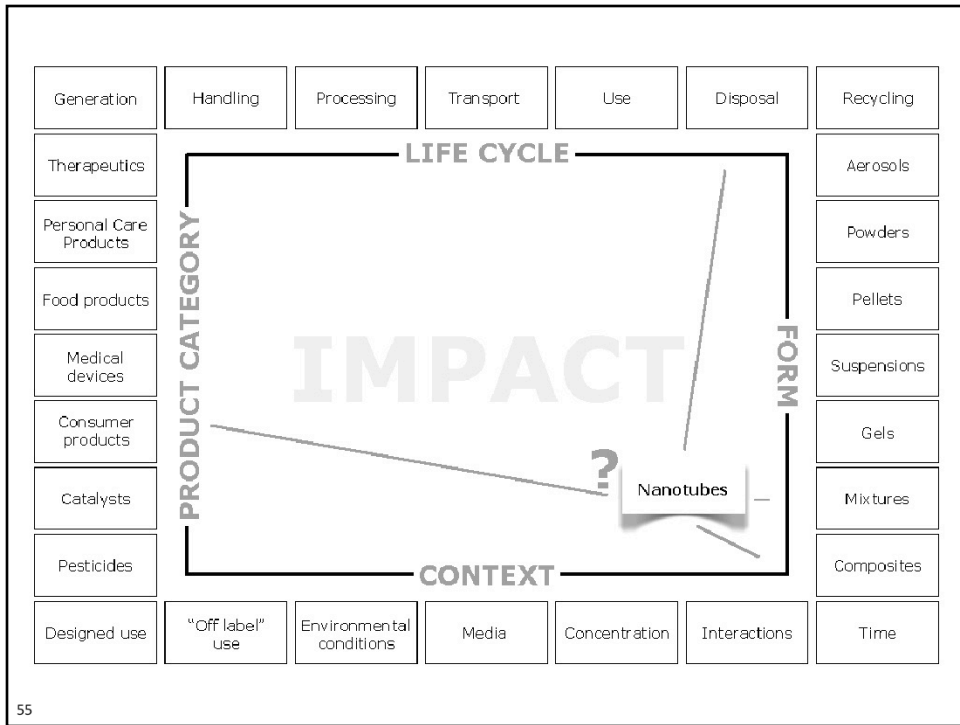 Generation
Handling
Processing
Transport
Use
Disposal
Recycling
Therapeutics
Personal Care
Products
Food products
Medical
devices
Consumer
products
Catalysts
Pesticides
LIFE CYCLE
PRODUCT CATEGORY
IMPACT
FORM
?
Nanotubes
CONTEXT
Aerosols
Powders
Pellets
Suspensions
Gels
Mixtures
Composites
Designed use
"Off label"
use
Environmental
conditions
Media
Concentration
Interactions
Time
55